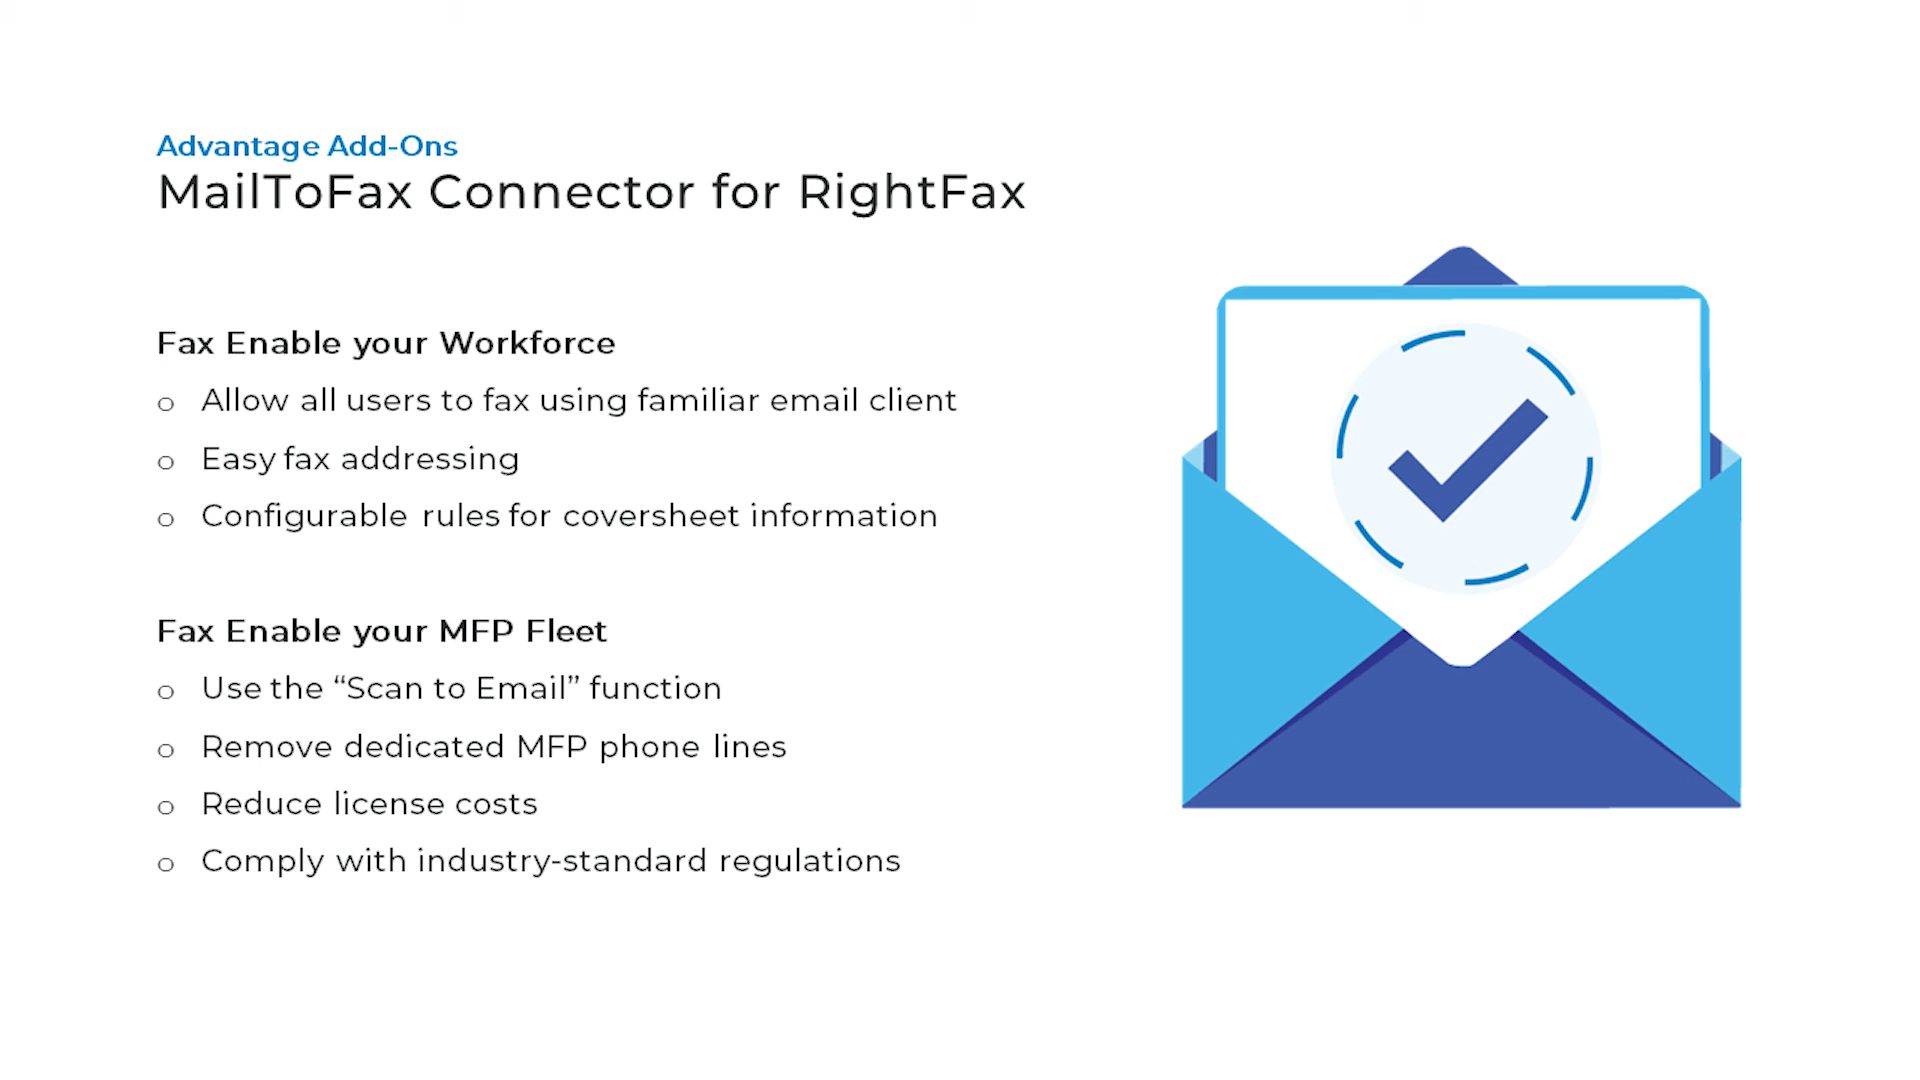 Advantage Add-Ons
MailToFax Connector for RightFax
Fax Enable your Workforce
o Allow all users to fax using familiar email client
o Easy fax addressing
o Configurable rules for coversheet information
Fax Enable your MFP Fleet
o Use the “Scan to Email” function
o Remove dedicated MFP phone lines
o Reduce license costs
o Comply with industry-standard regulations